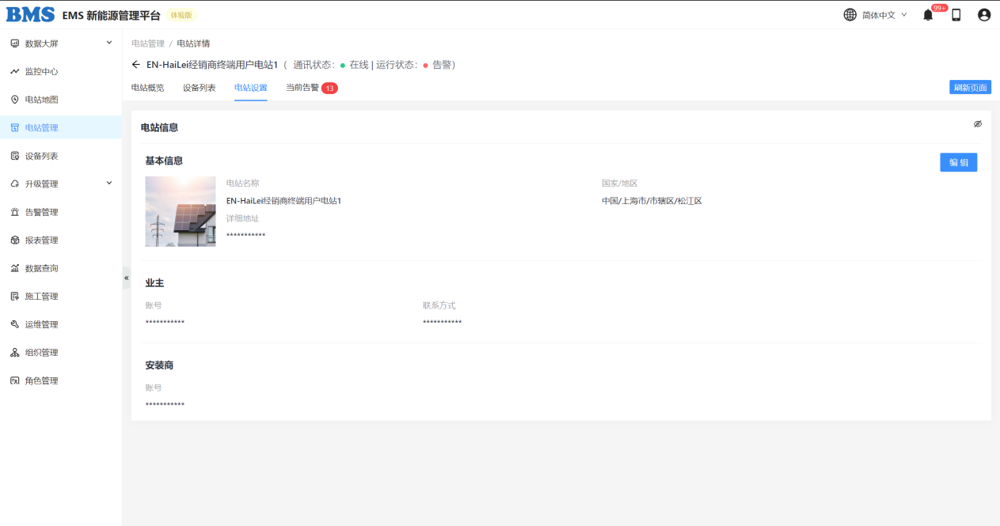 BMS EMS 新能源管理平台 体验版 简体中文 99+
数据大屏
监控中心
电站地图
电站管理
设备列表
升级管理
告警管理
报表管理
数据查询
施工管理
运维管理
组织管理
角色管理
电站管理 / 电站详情
← EN-HaiLei经销商终端用户电站1 ( 通讯状态: 在线 | 运行状态: 告警)
电站概览 设备列表 电站设置 当前告警 13 刷新页面
电站信息
基本信息 编 辑
电站名称 国家/地区
EN-HaiLei经销商终端用户电站1 中国/上海市/市辖区/松江区
详细地址
***********
«
业主
账号 联系方式
*********** ***********
安装商
账号
***********